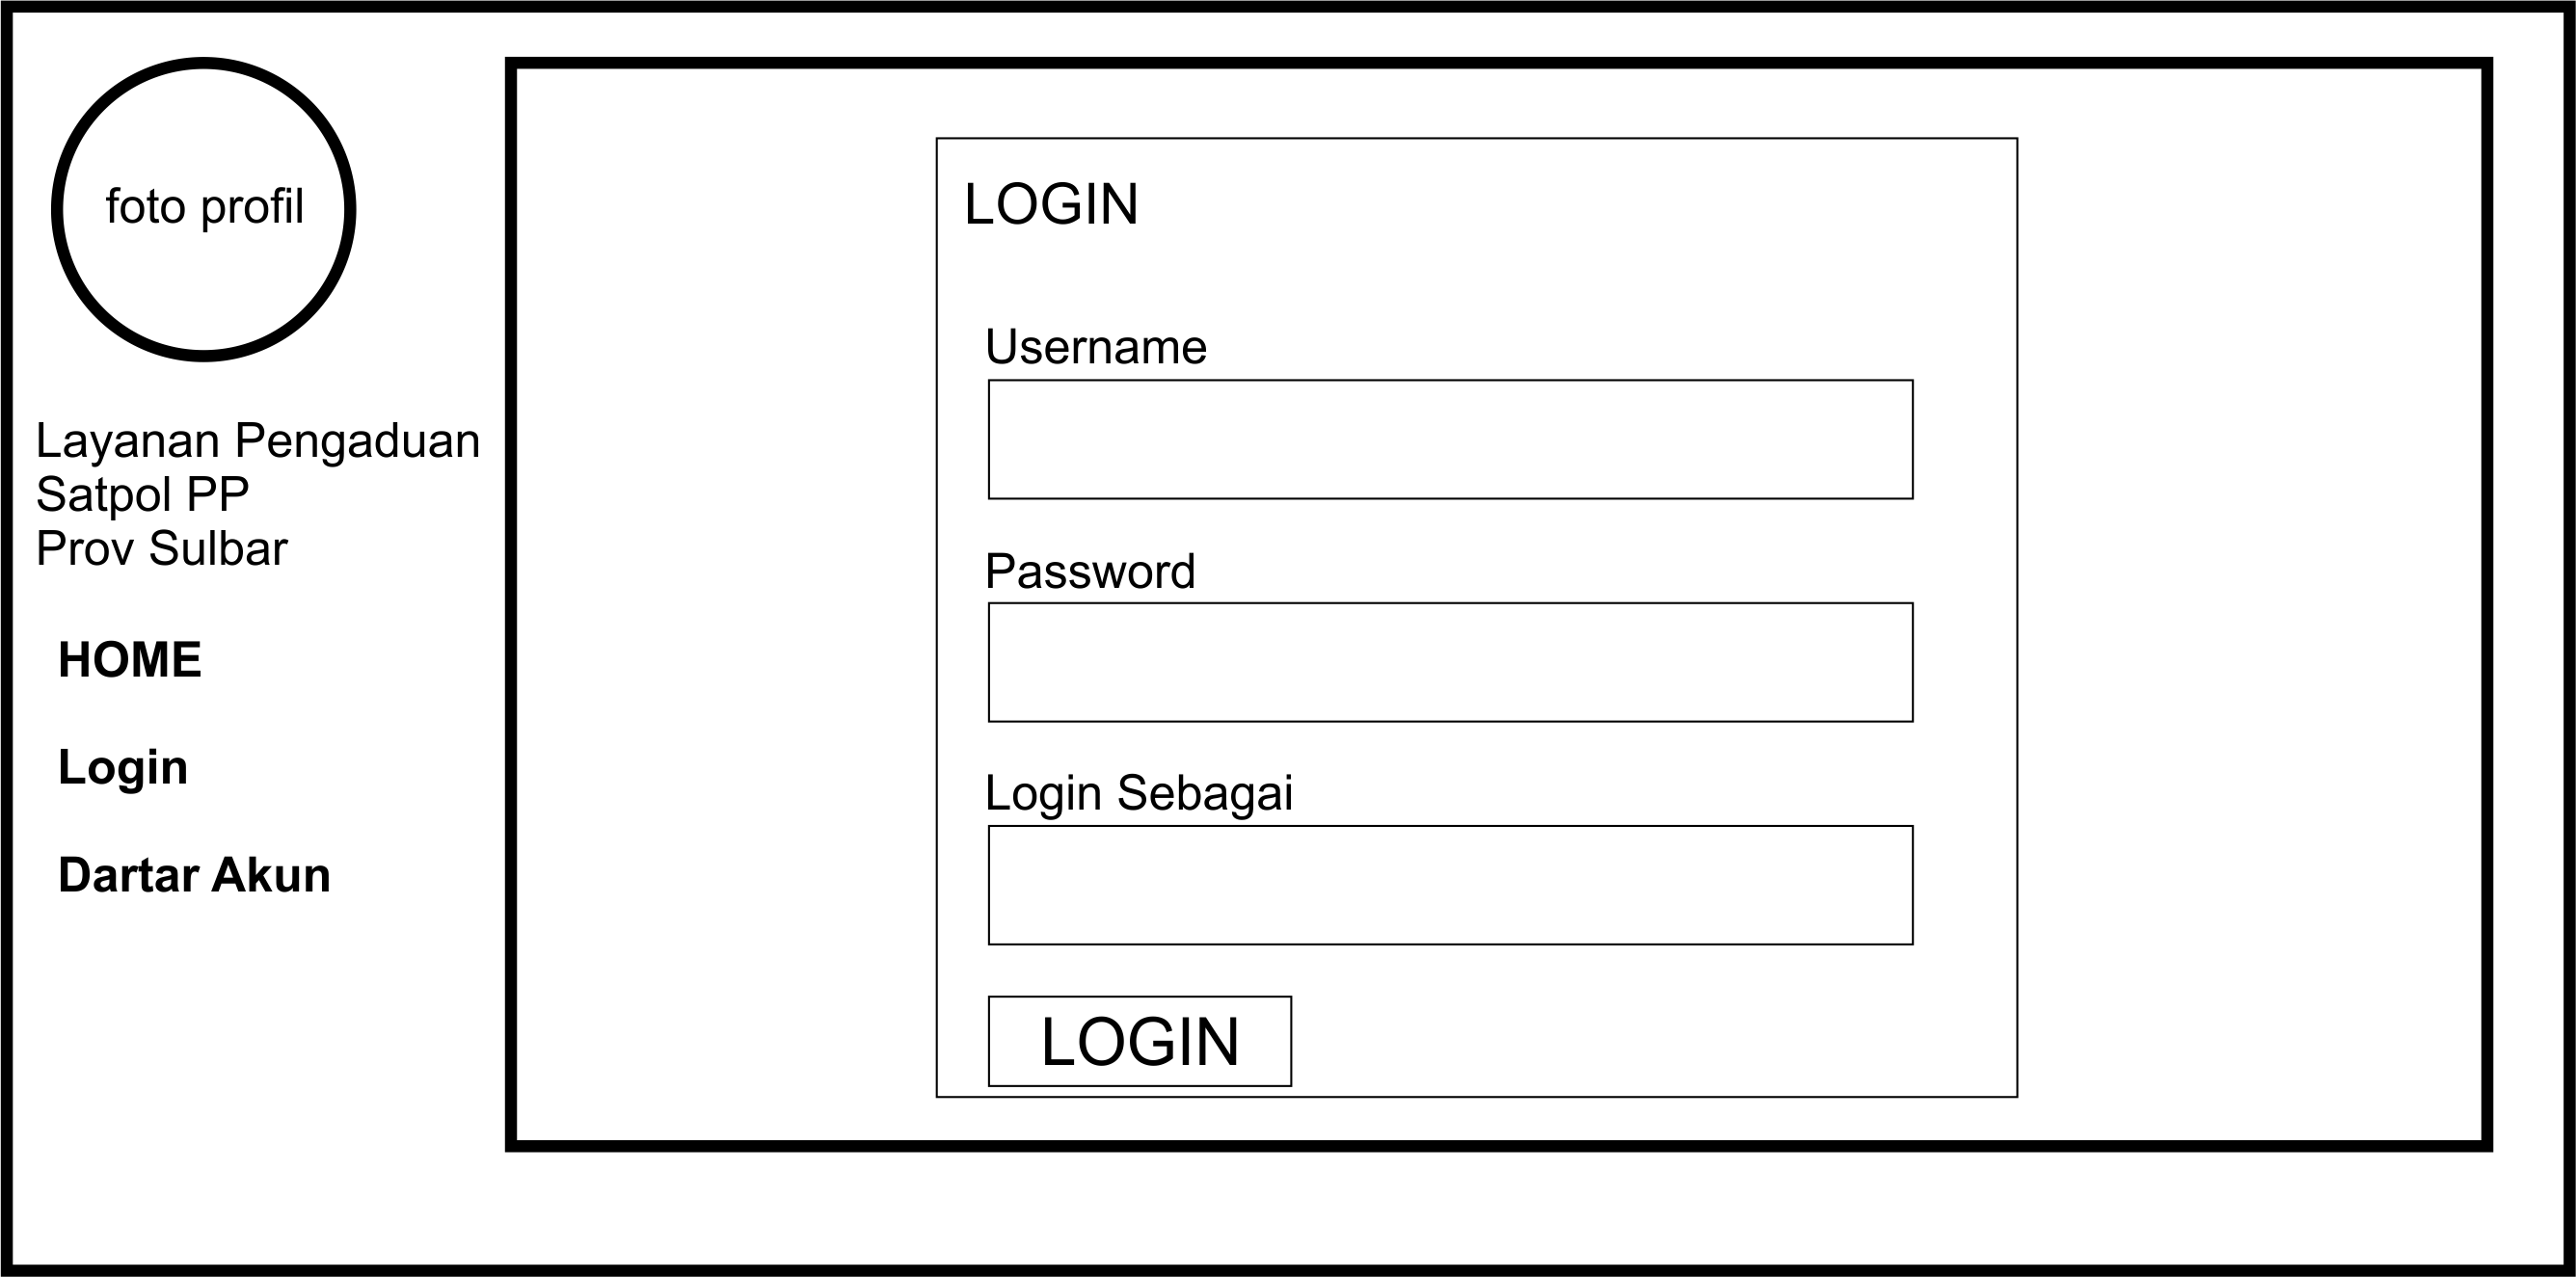 foto profil
Layanan Pengaduan
Satpol PP
Prov Sulbar
HOME
Login
Dartar Akun
LOGIN
Username
Password
Login Sebagai
LOGIN